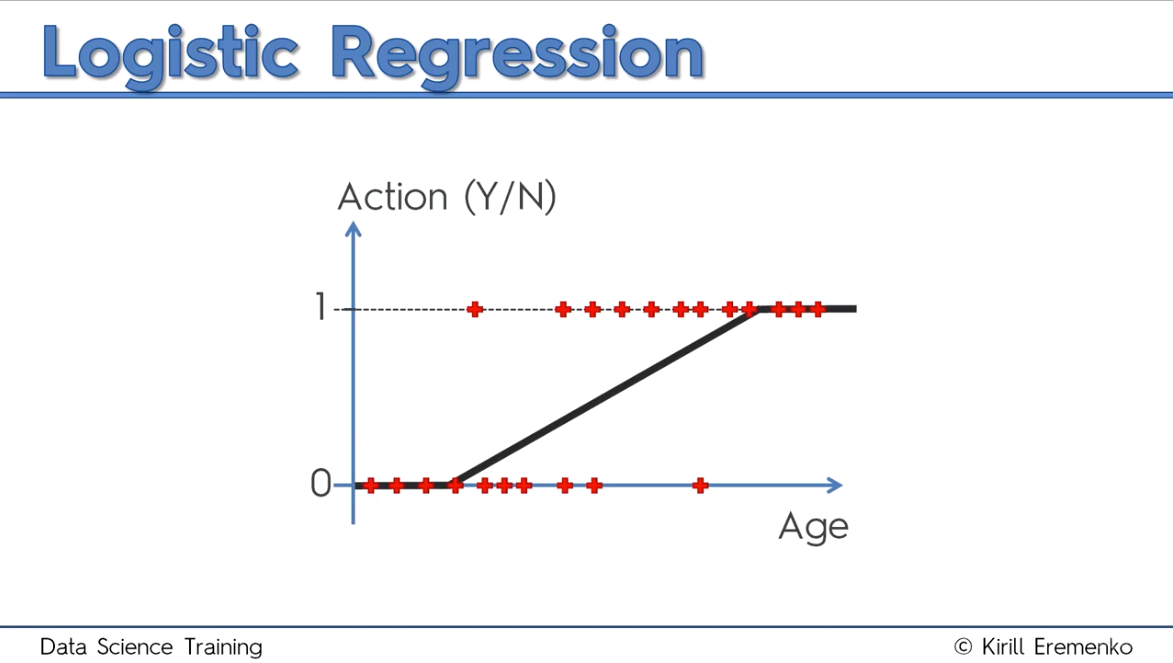 Logistic Regression
Action (Y/N)
1
0
Age
Data Science Training
© Kirill Eremenko